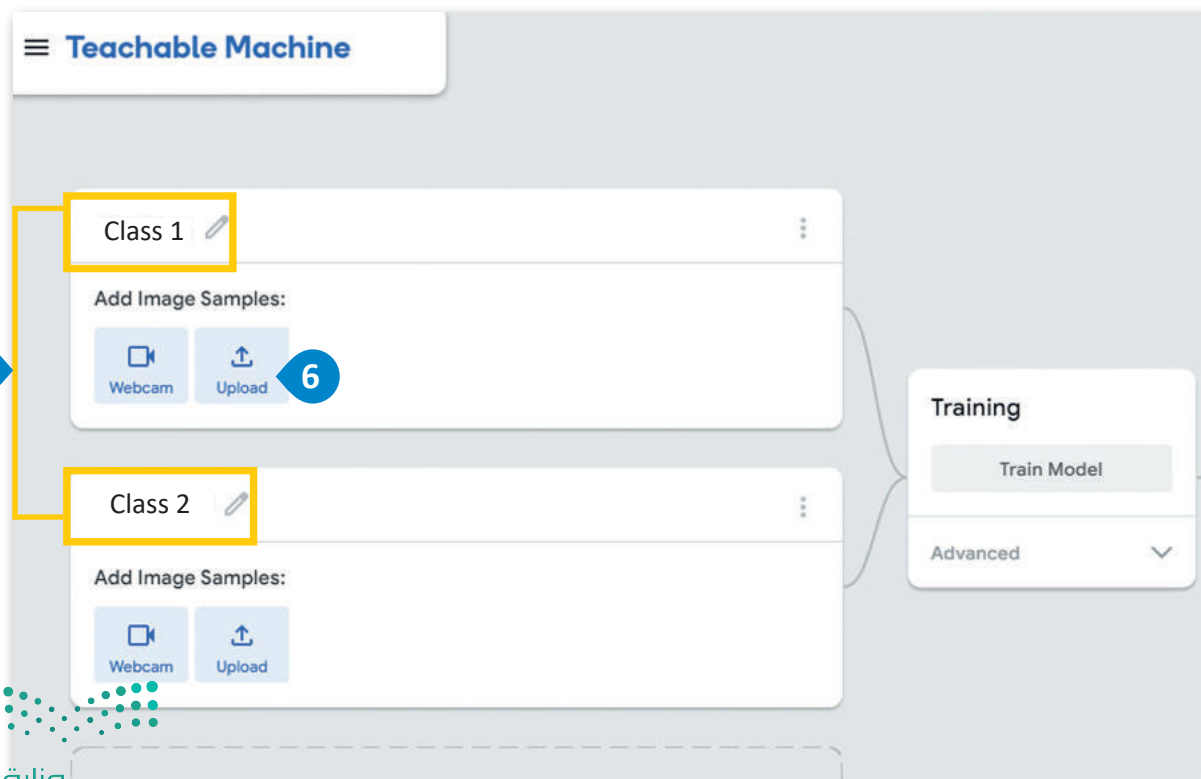 Teachable Machine
Class 1
Add Image Samples:
Webcam
Upload
6
Class 2
Add Image Samples:
Webcam
Upload
Training
Train Model
Advanced